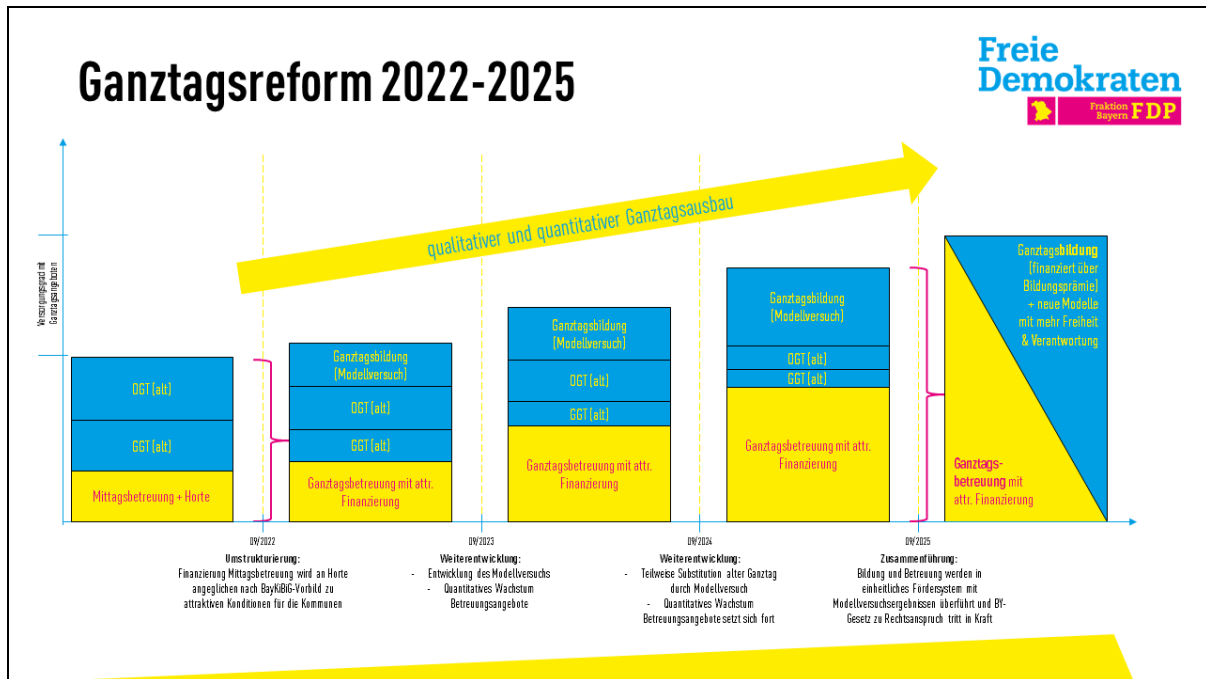 Ganztagsreform 2022-2025
Freie
Demokraten
Fraktion
Bayern FDP
Versorgungsgrad mit
Ganztagsangeboten
qualitativer und quantitativer Ganztagsausbau
OGT (alt)
GGT (alt)
Mittagsbetreuung + Horte
Ganztagsbildung
(Modellversuch)
OGT (alt)
GGT (alt)
Ganztagsbetreuung mit attr.
Finanzierung
Ganztagsbildung
(Modellversuch)
OGT (alt)
GGT (alt)
Ganztagsbetreuung mit attr.
Finanzierung
Ganztagsbildung
(Modellversuch)
OGT (alt)
GGT (alt)
Ganztagsbetreuung mit attr.
Finanzierung
Ganztagsbildung
(finanziert über
Bildungsprämie)
+ neue Modelle
mit mehr Freiheit
& Verantwortung
Ganztags-
betreuung mit
attr. Finanzierung
09/2022
09/2023
09/2024
09/2025
Umstrukturierung:
Finanzierung Mittagsbetreuung wird an Horte
angeglichen nach BayKiBiG-Vorbild zu
attraktiven Konditionen für die Kommunen
Weiterentwicklung:
- Entwicklung des Modellversuchs
- Quantitatives Wachstum
Betreuungsangebote
Weiterentwicklung:
- Teilweise Substitution alter Ganztag
durch Modellversuch
- Quantitatives Wachstum
Betreuungsangebote setzt sich fort
Zusammenführung:
Bildung und Betreuung werden in
einheitliches Fördersystem mit
Modellversuchsergebnissen überführt und BY-
Gesetz zu Rechtsanspruch tritt in Kraft